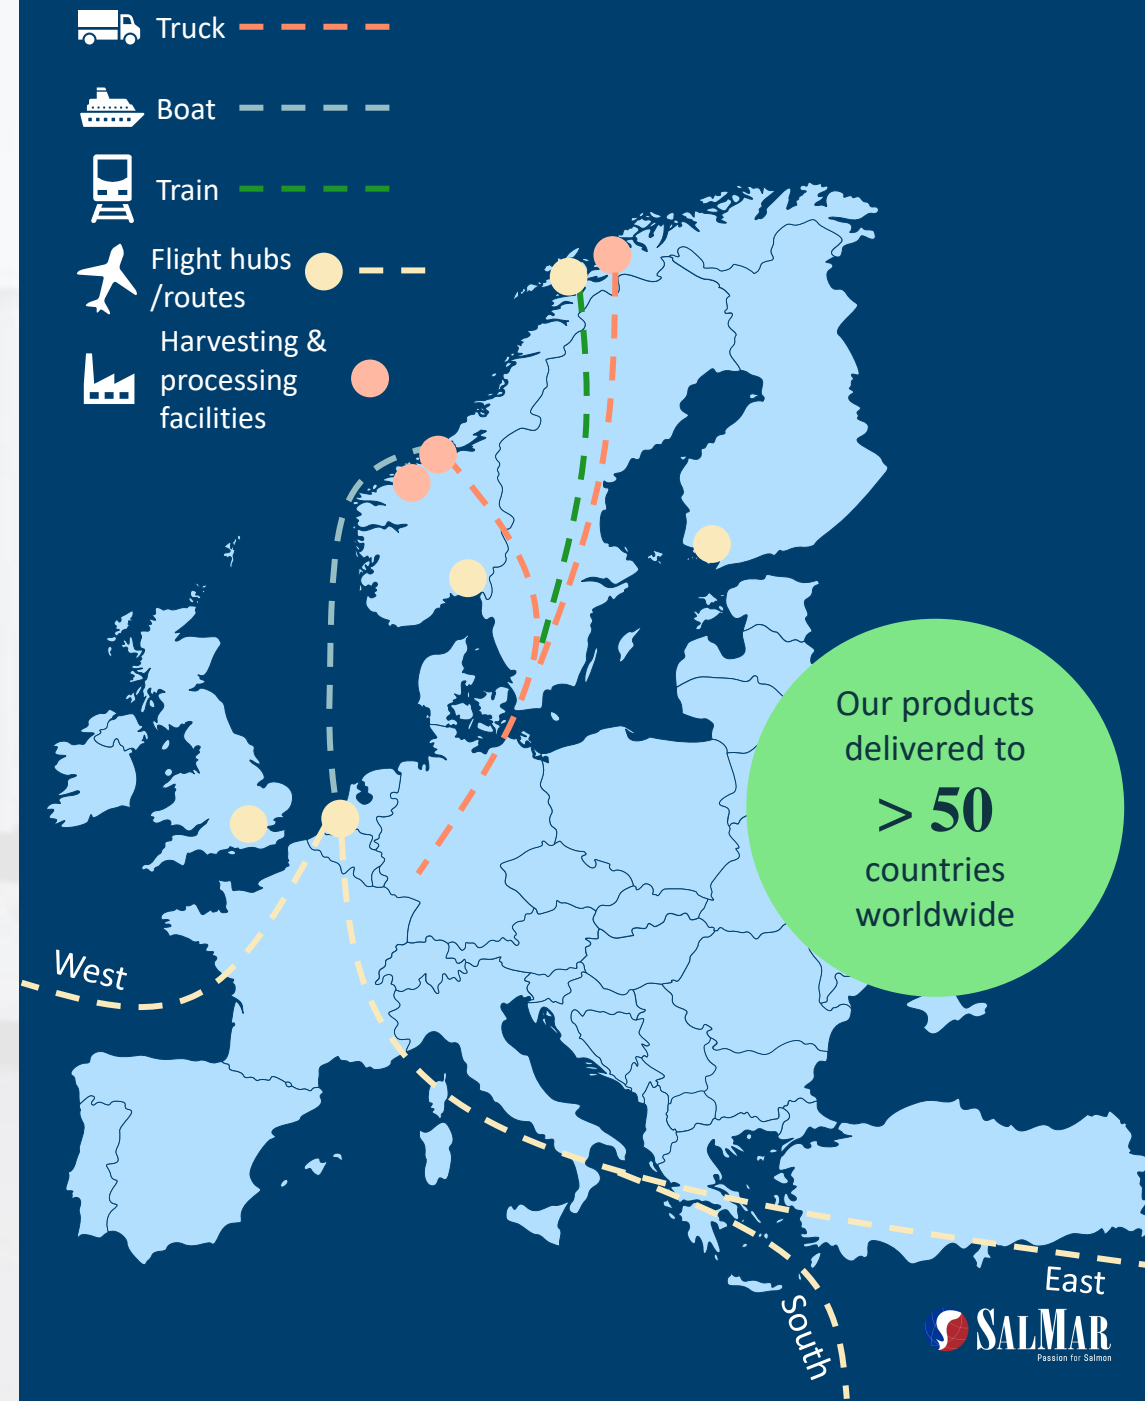 Truck
Boat
Train
Flight hubs
/routes
Harvesting &
processing
facilities
Our products
delivered to
> 50
countries
worldwide
West
East
South
SALMAR
Passion for Salmon